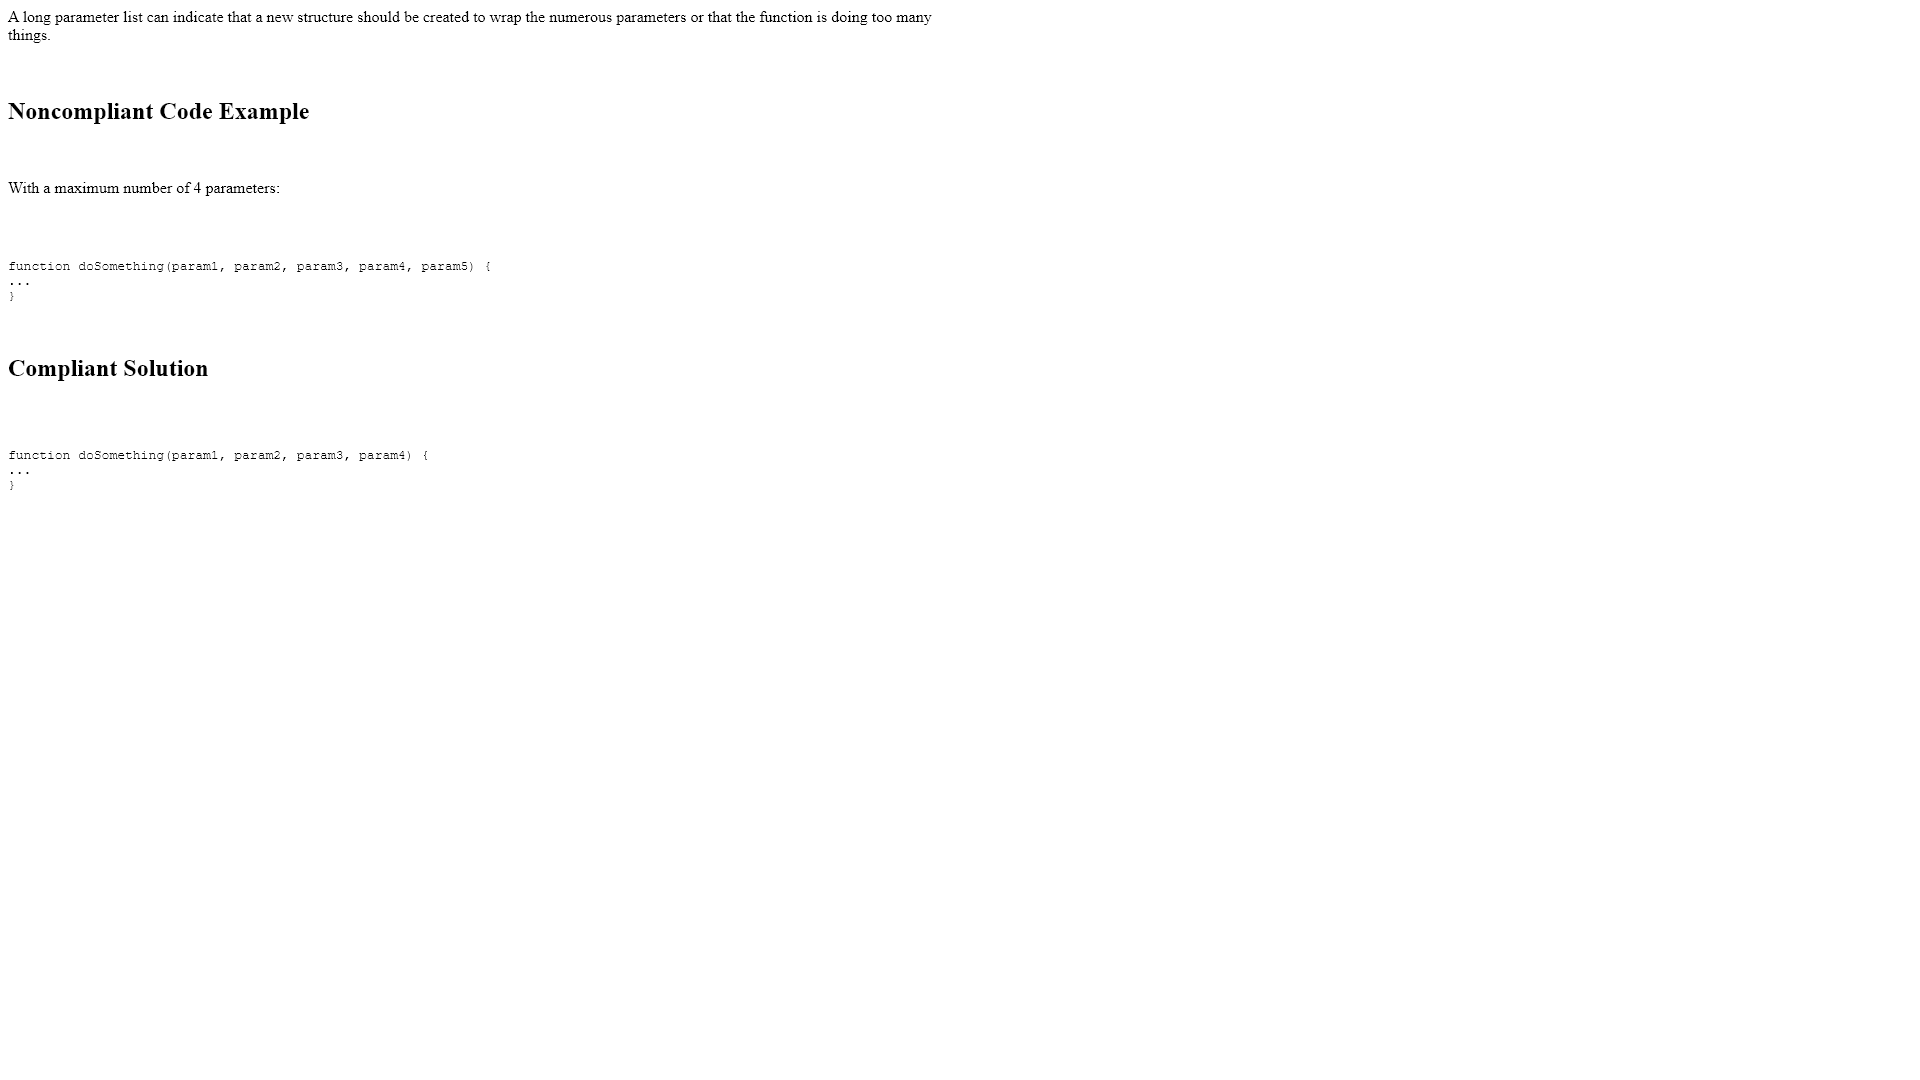 A long parameter list can indicate that a new structure should be created to wrap the numerous parameters or that the function is doing too many
things.
Noncompliant Code Example
With a maximum number of 4 parameters:
function doSomething(param1, param2, param3, param4, param5) {
...
}
Compliant Solution
function doSomething(param1, param2, param3, param4) {
...
}